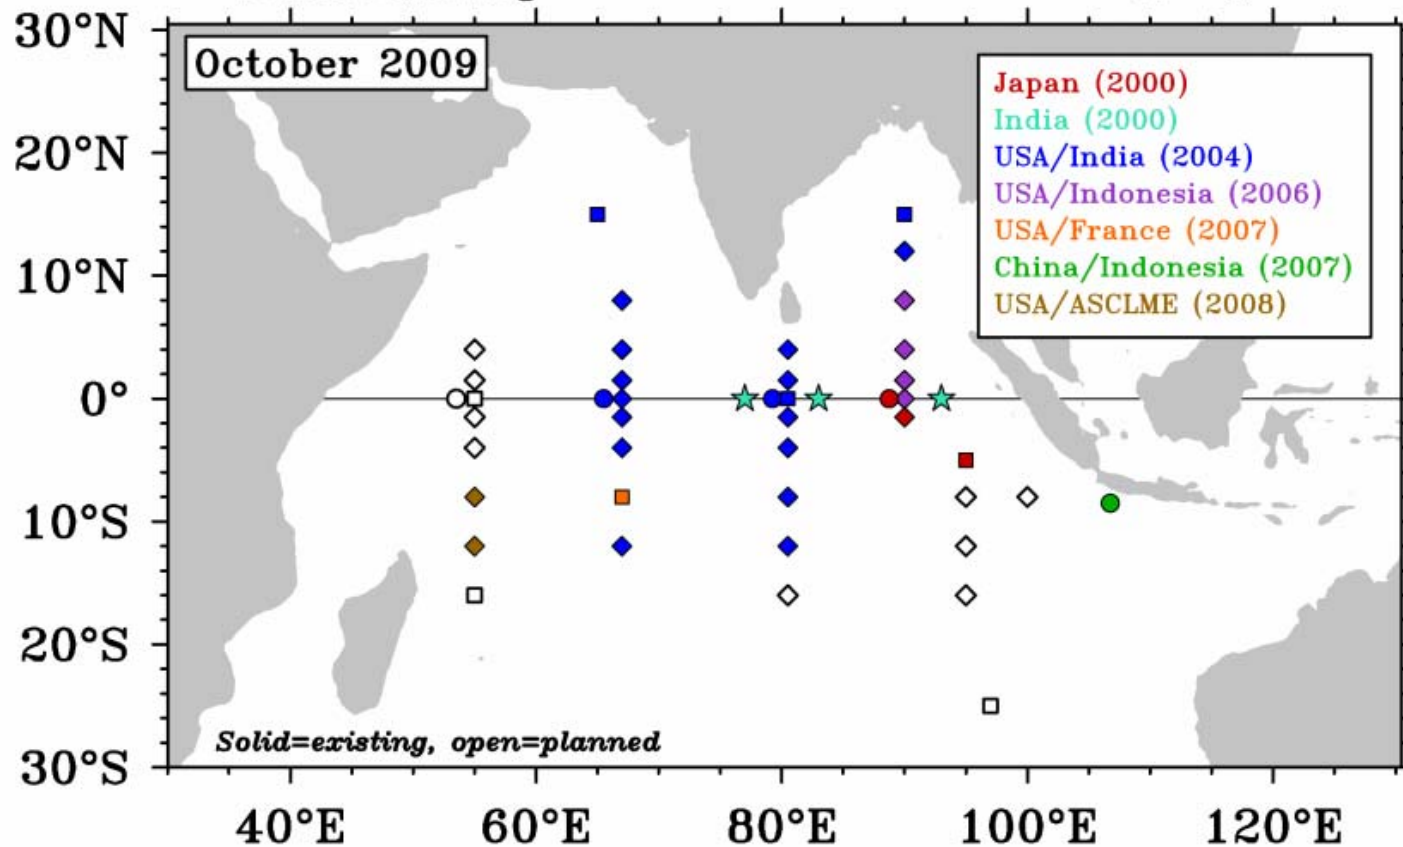 30°N
October 2009
Japan (2000)
India (2000)
USA/India (2004)
USA/Indonesia (2006)
USA/France (2007)
China/Indonesia (2007)
USA/ASCLME (2008)
20°N
10°N
0°
10°S
20°S
30°S
Solid=existing, open=planned
40°E 60°E 80°E 100°E 120°E